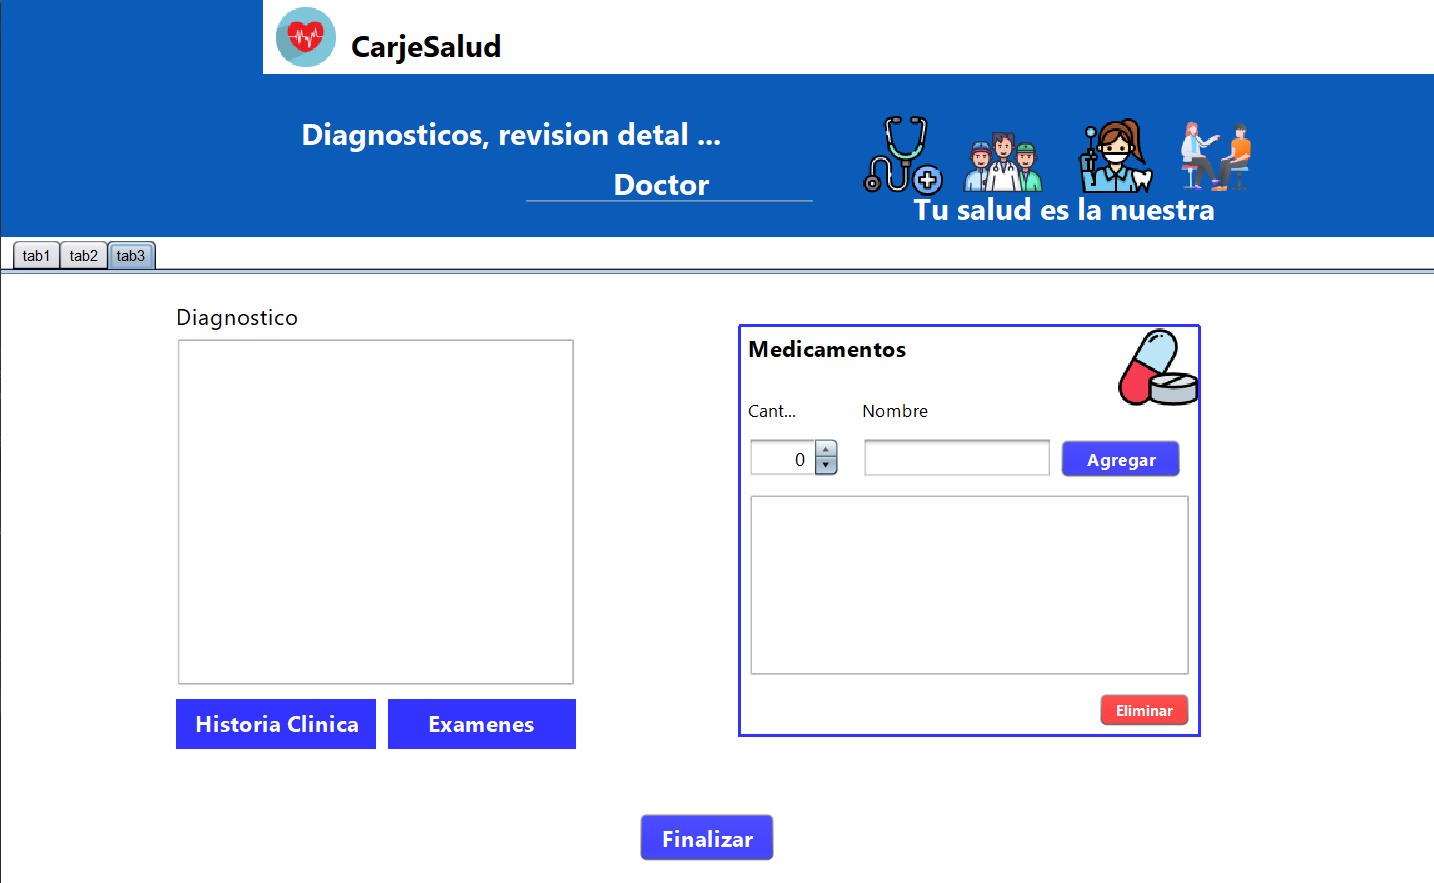 CarjeSalud
Diagnosticos, revision detal ...
Doctor
Tu salud es la nuestra
tab1 tab2 tab3
Diagnostico
Medicamentos
Cant... Nombre
0 Agregar
Eliminar
Historia Clinica Examenes
Finalizar